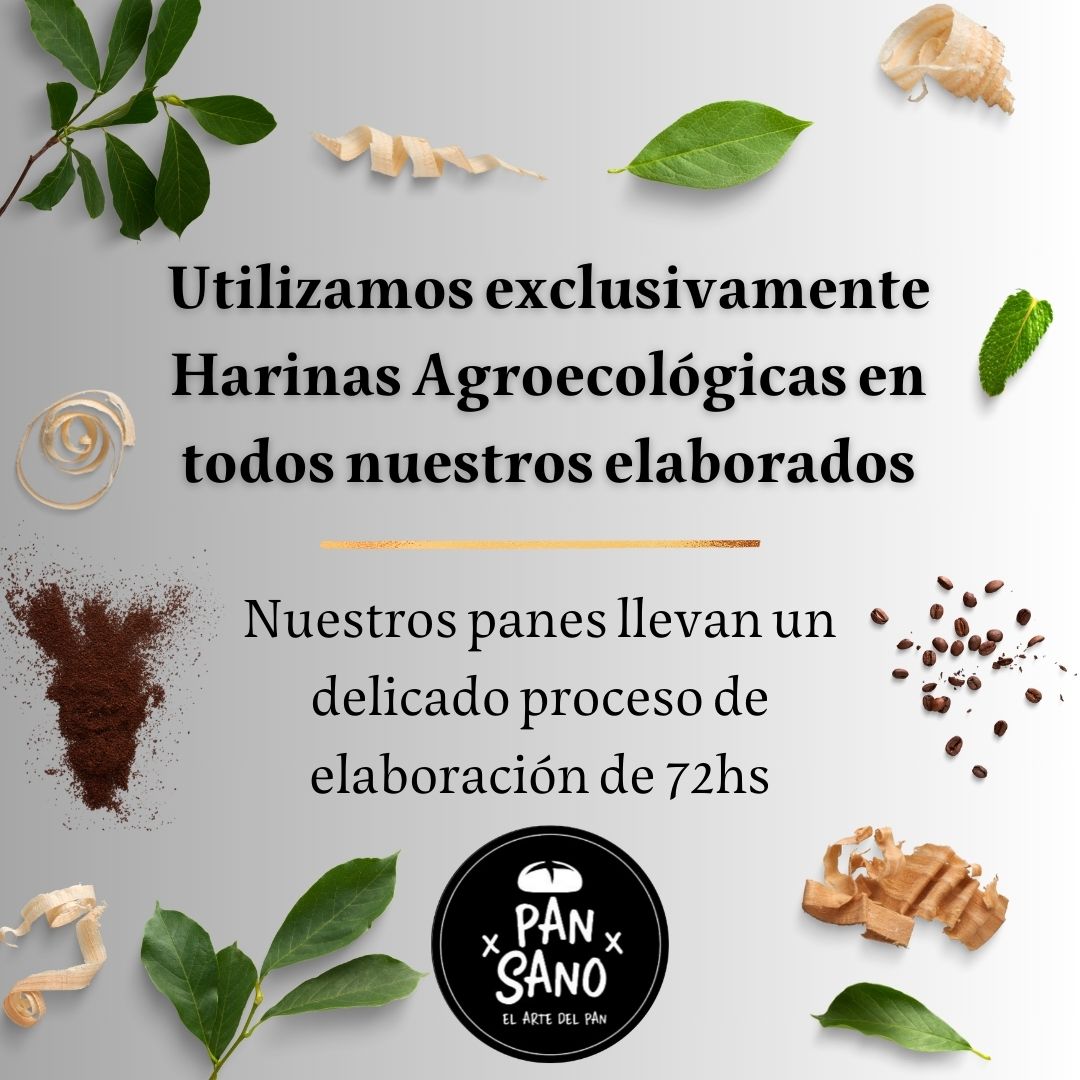 Utilizamos exclusivamente
Harinas Agroecológicas en
todos nuestros elaborados
Nuestros panes llevan un
delicado proceso de
elaboración de 72hs
PAN
x x
SANO
EL ARTE DEL PAN